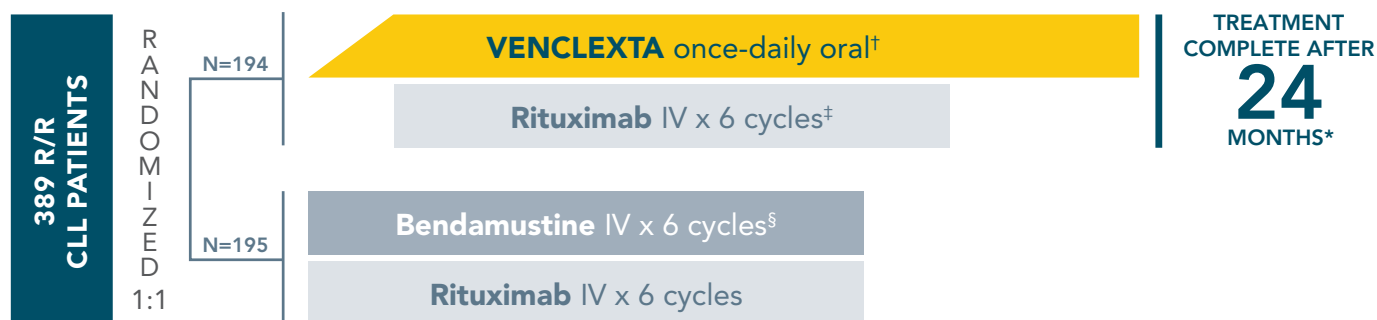 389 R/R
CLL PATIENTS
RANDOMIZED
1:1
N=194
VENCLEXTA once-daily oral†
Rituximab IV x 6 cycles‡
TREATMENT
COMPLETE AFTER
24
MONTHS*
N=195
Bendamustine IV x 6 cycles§
Rituximab IV x 6 cycles